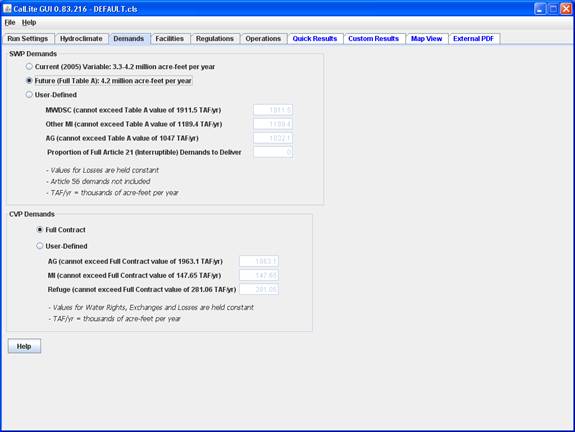 CalLite GUI 0.83.216 - DEFAULT.cls
File Help
Run Settings Hydroclimate Demands Facilities Regulations Operations Quick Results Custom Results Map View External PDF
SWP Demands
Current (2005) Variable: 3.3-4.2 million acre-feet per year
Future (Full Table A): 4.2 million acre-feet per year
User-Defined
MWDSC (cannot exceed Table A value of 1911.5 TAF/yr) 1911.5
Other MI (cannot exceed Table A value of 1189.4 TAF/yr) 1189.4
AG (cannot exceed Table A value of 1047 TAF/yr) 1032.1
Proportion of Full Article 21 (Interruptible) Demands to Deliver 0
- Values for Losses are held constant
- Article 56 demands not included
- TAF/yr = thousands of acre-feet per year
CVP Demands
Full Contract
User-Defined
AG (cannot exceed Full Contract value of 1963.1 TAF/yr) 1963.1
MI (cannot exceed Full Contract value of 147.65 TAF/yr) 147.65
Refuge (cannot exceed Full Contract value of 281.06 TAF/yr) 281.06
- Values for Water Rights, Exchanges and Losses are held constant
- TAF/yr = thousands of acre-feet per year
Help